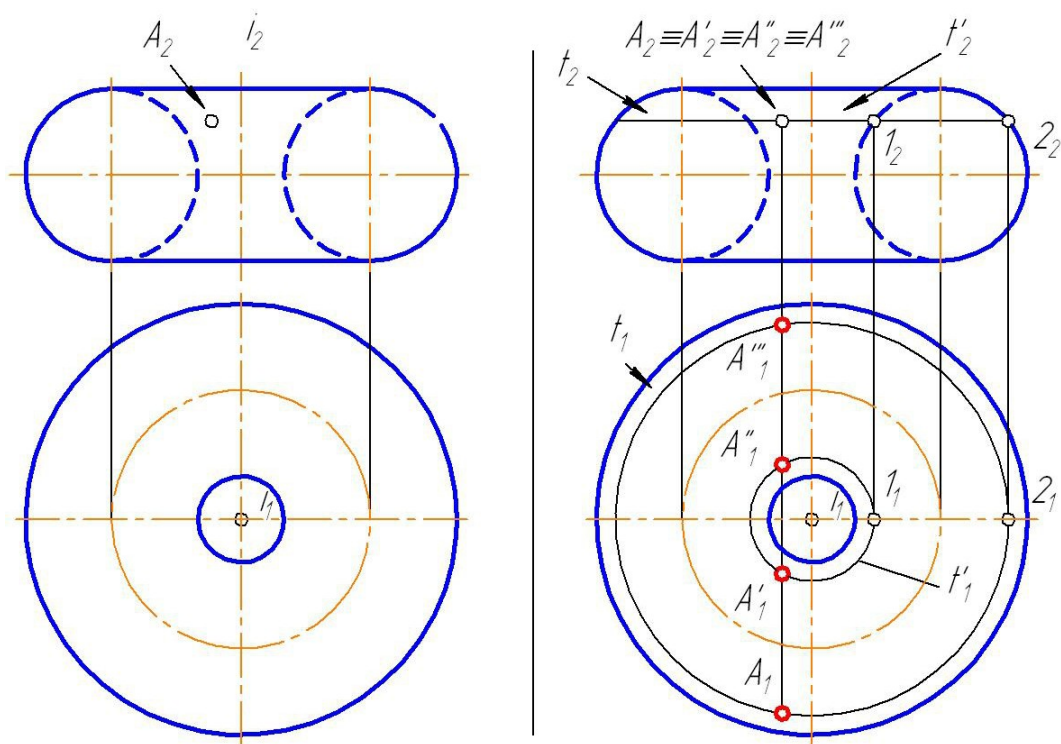 A₂
i₂
i₁
A₂≡A′₂≡A″₂≡A‴₂
t′₂
t₂
1₂
2₂
t₁
A‴₁
A″₁
i₁
1₁
2₁
A′₁
t′₁
A₁